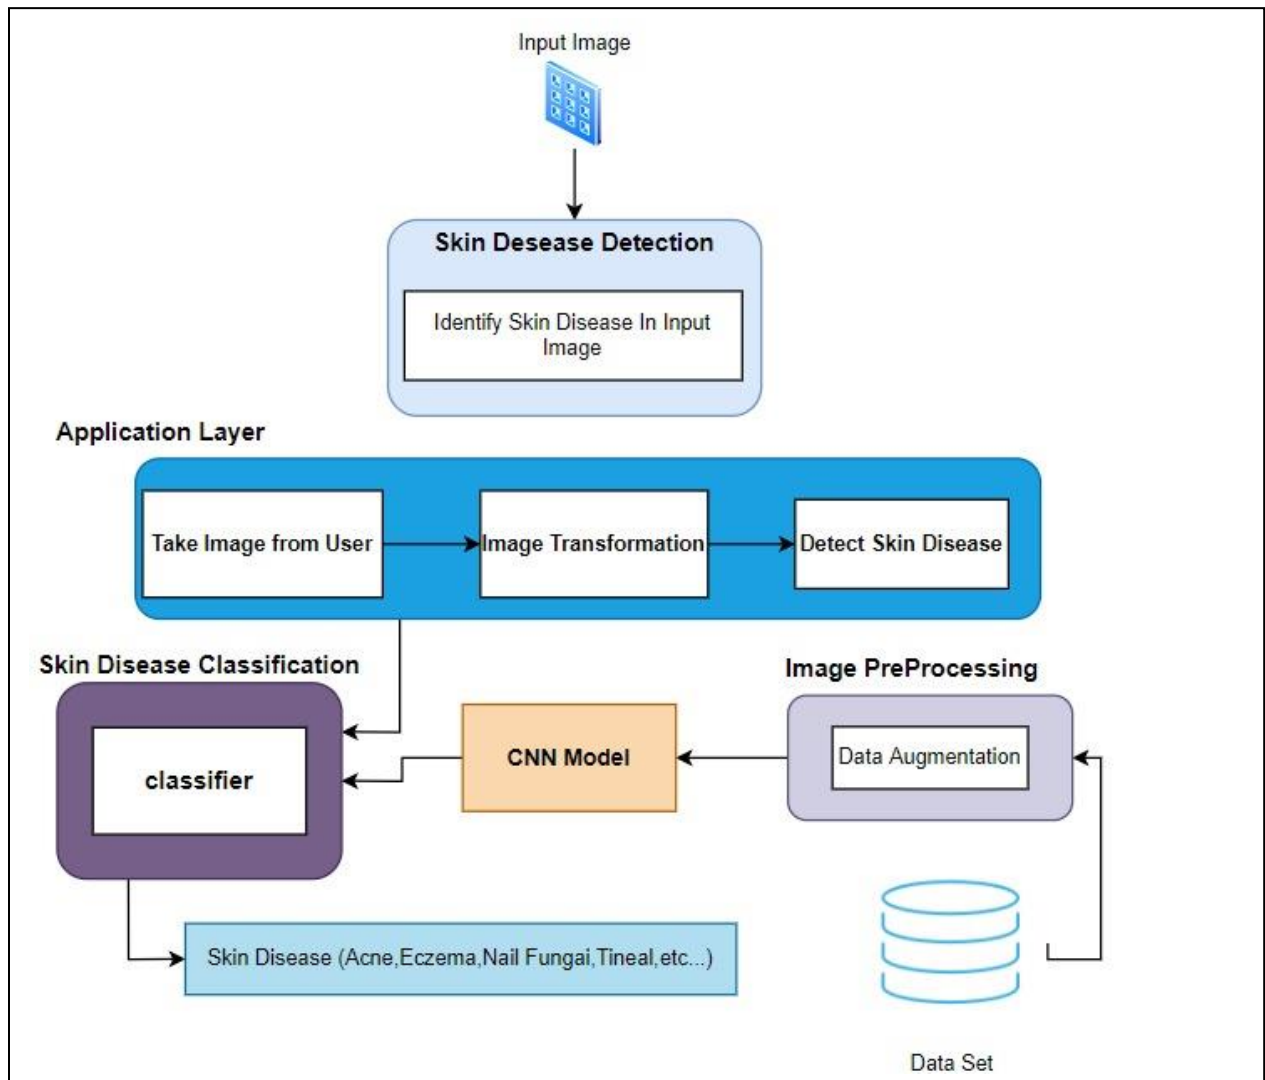 Input Image
Skin Desease Detection
Identify Skin Disease In Input
Image
Application Layer
Take Image from User
Image Transformation
Detect Skin Disease
Skin Disease Classification
Image PreProcessing
classifier
CNN Model
Data Augmentation
Skin Disease (Acne,Eczema,Nail Fungai,Tineal,etc...)
Data Set